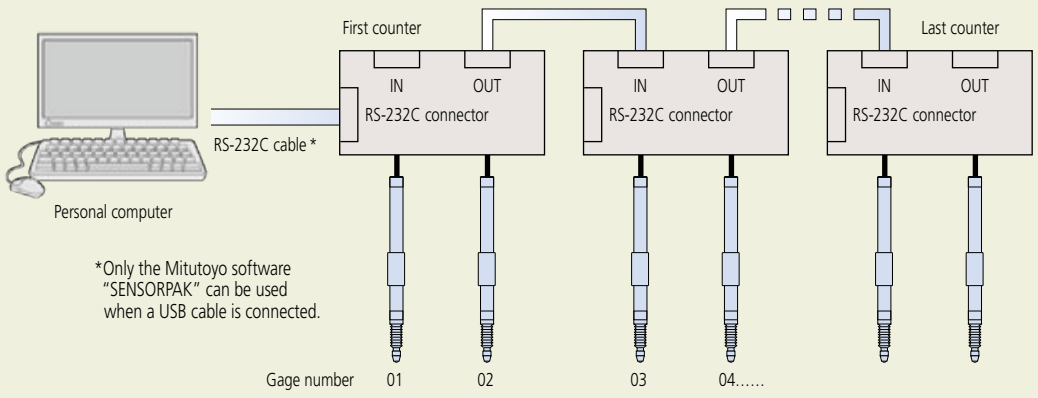 First counter
Last counter
IN OUT
RS-232C connector
IN OUT
RS-232C connector
IN OUT
RS-232C connector
RS-232C cable *
Personal computer
*Only the Mitutoyo software
“SENSORPAK” can be used
when a USB cable is connected.
Gage number 01 02 03 04......